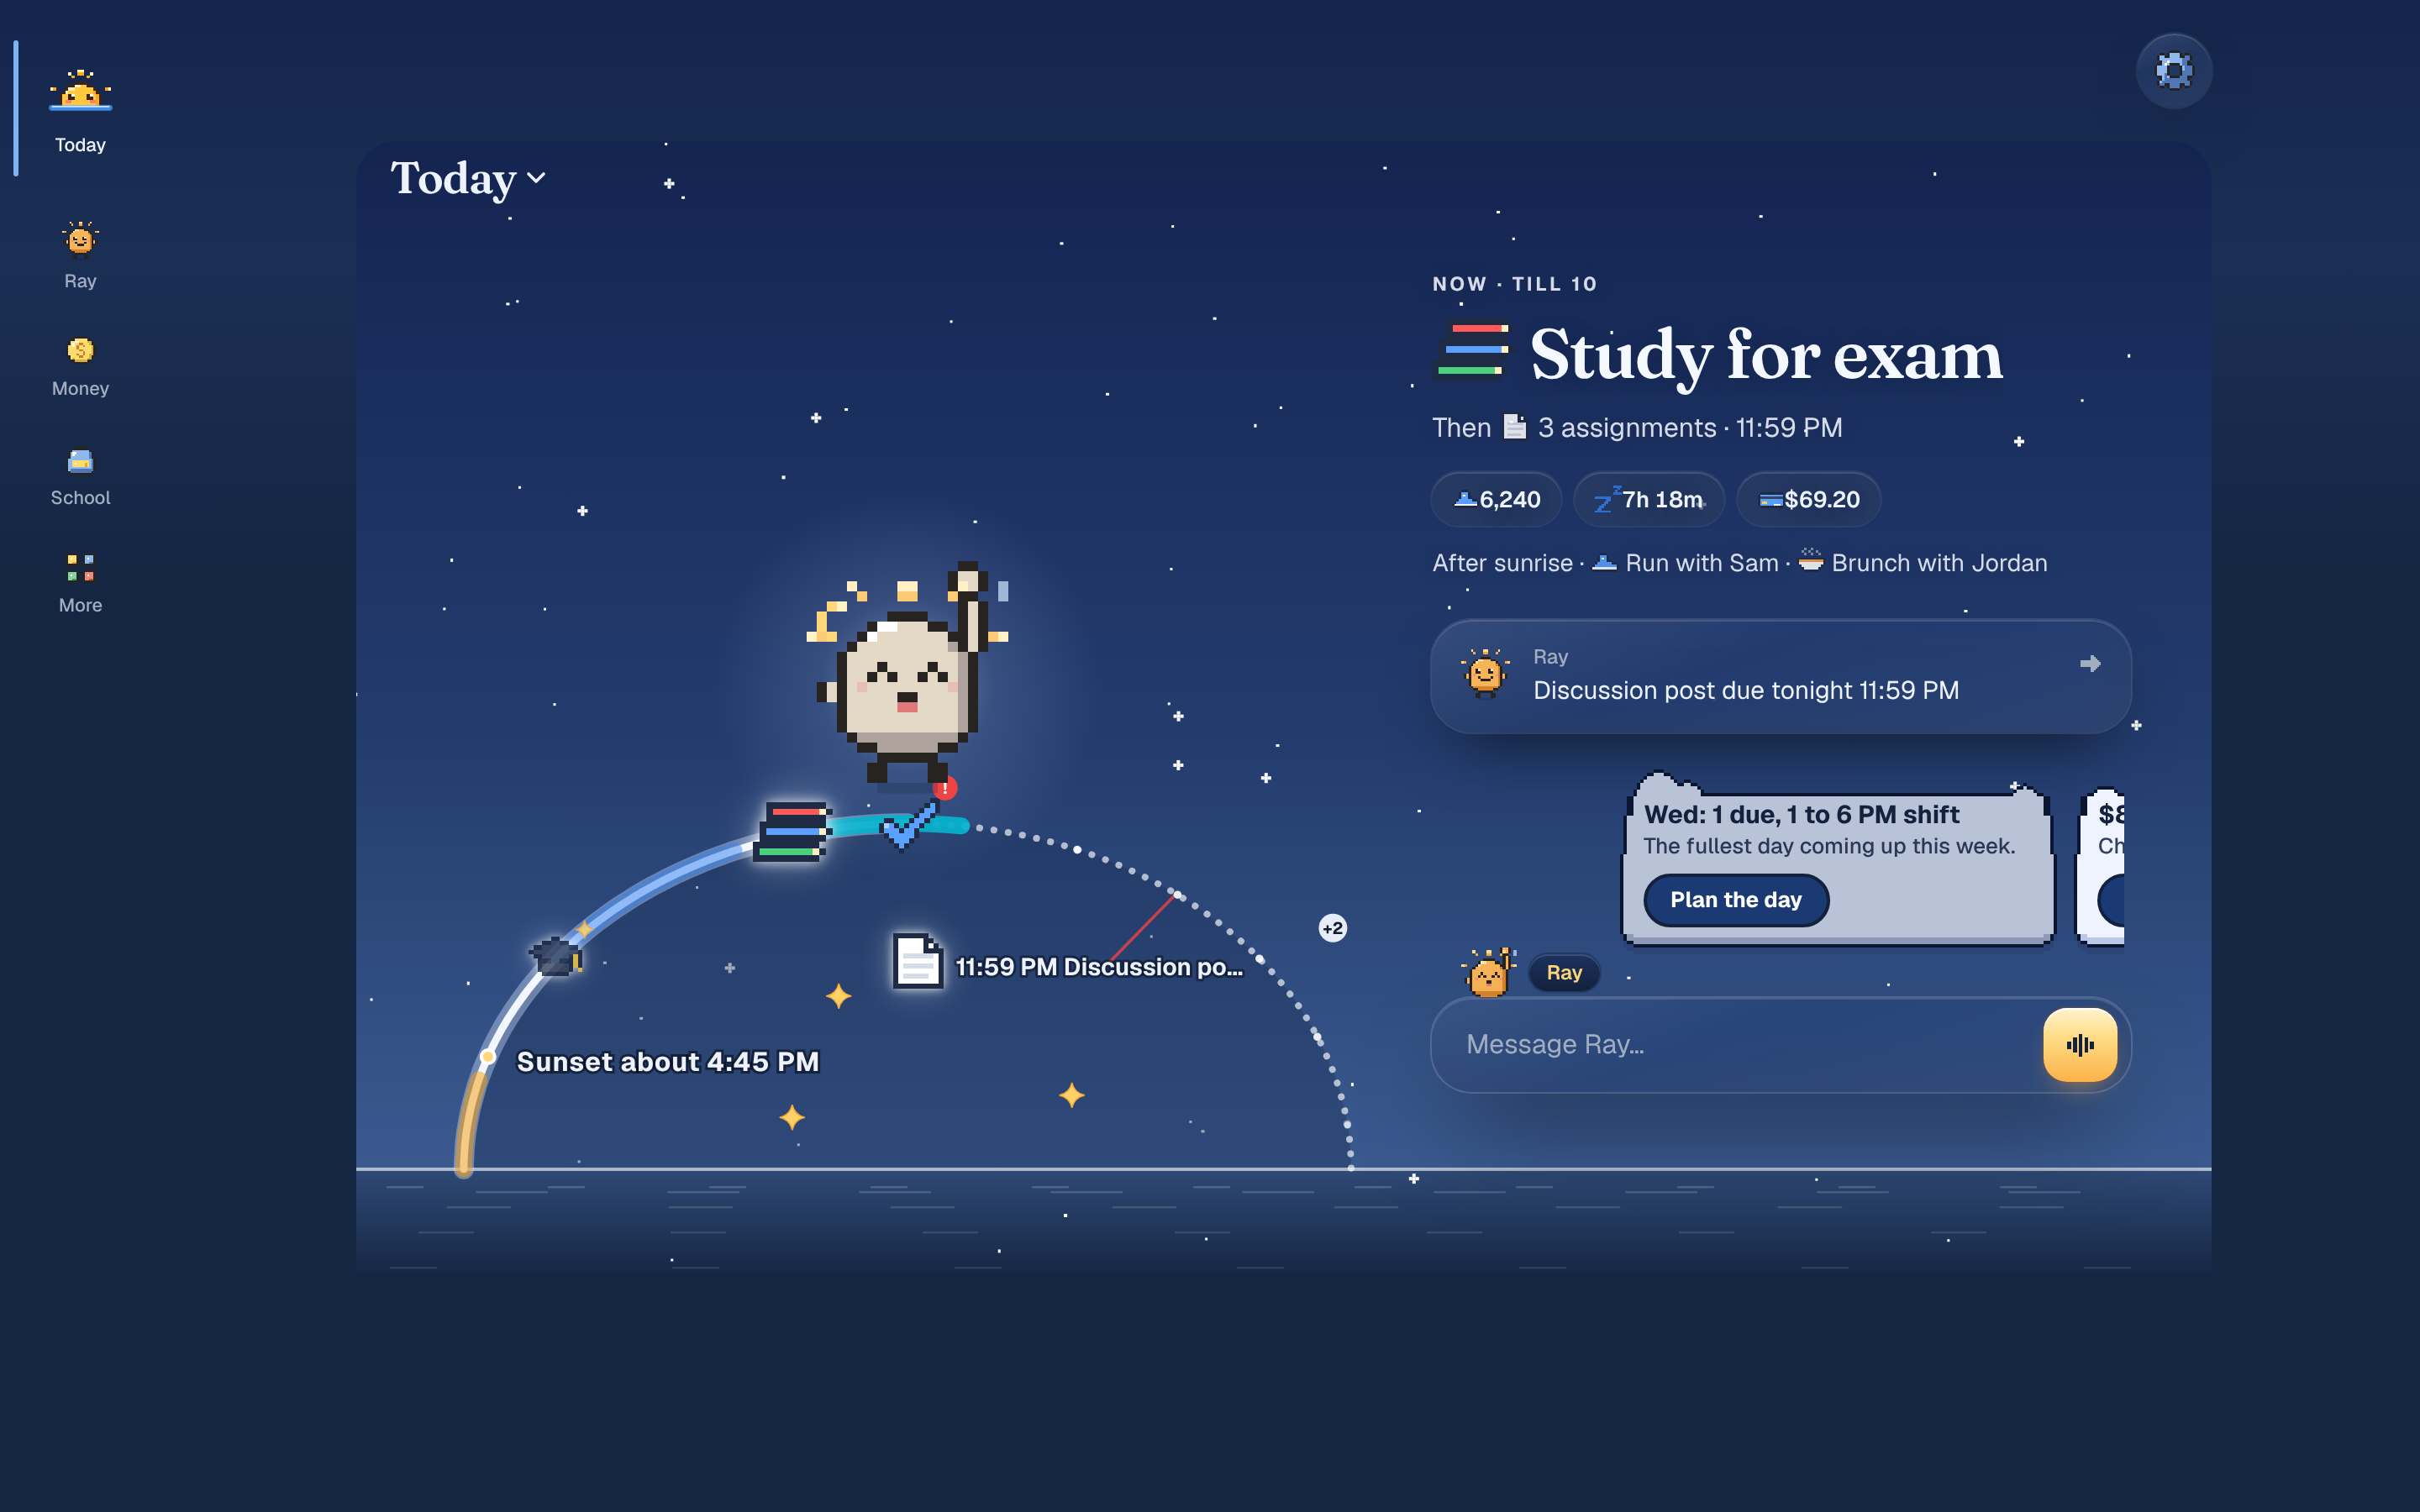 Today
Ray
Money
School
More
Today
NOW · TILL 10
Study for exam
Then 3 assignments · 11:59 PM
6,240
7h 18m
$69.20
After sunrise · Run with Sam · Brunch with Jordan
Ray
Discussion post due tonight 11:59 PM
!
Wed: 1 due, 1 to 6 PM shift
The fullest day coming up this week.
Plan the day
$8
Ch
+2
11:59 PM Discussion po...
Sunset about 4:45 PM
Ray
Message Ray...